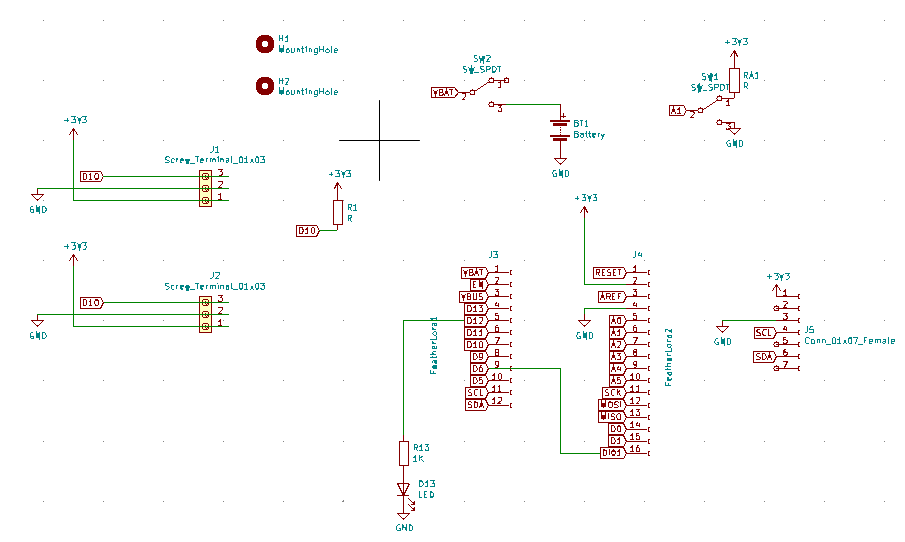 H1
MountingHole
H2
MountingHole
SW2
SW_SPDT
VBAT
2
1
3
BT1
Battery
+
GND
+3V3
SW1
SW_SPDT
RA1
R
A1
2
1
3
GND
+3V3
J1
Screw_Terminal_01x03
D10
3
2
1
GND
+3V3
R1
R
D10
+3V3
J2
Screw_Terminal_01x03
D10
3
2
1
GND
J3
VBAT 1
EN 2
VBUS 3
D13 4
D12 5
D11 6
D10 7
D9 8
D6 9
D5 10
SCL 11
SDA 12
FeatherLora1
R13
1K
D13
LED
GND
+3V3
J4
RESET 1
2
AREF 3
4
A0 5
A1 6
A2 7
A3 8
A4 9
A5 10
SCK 11
MOSI 12
MISO 13
D0 14
D1 15
DIO1 16
GND
FeatherLora2
+3V3
1
2
3
SCL 4
5
SDA 6
7
GND
J5
Conn_01x07_Female